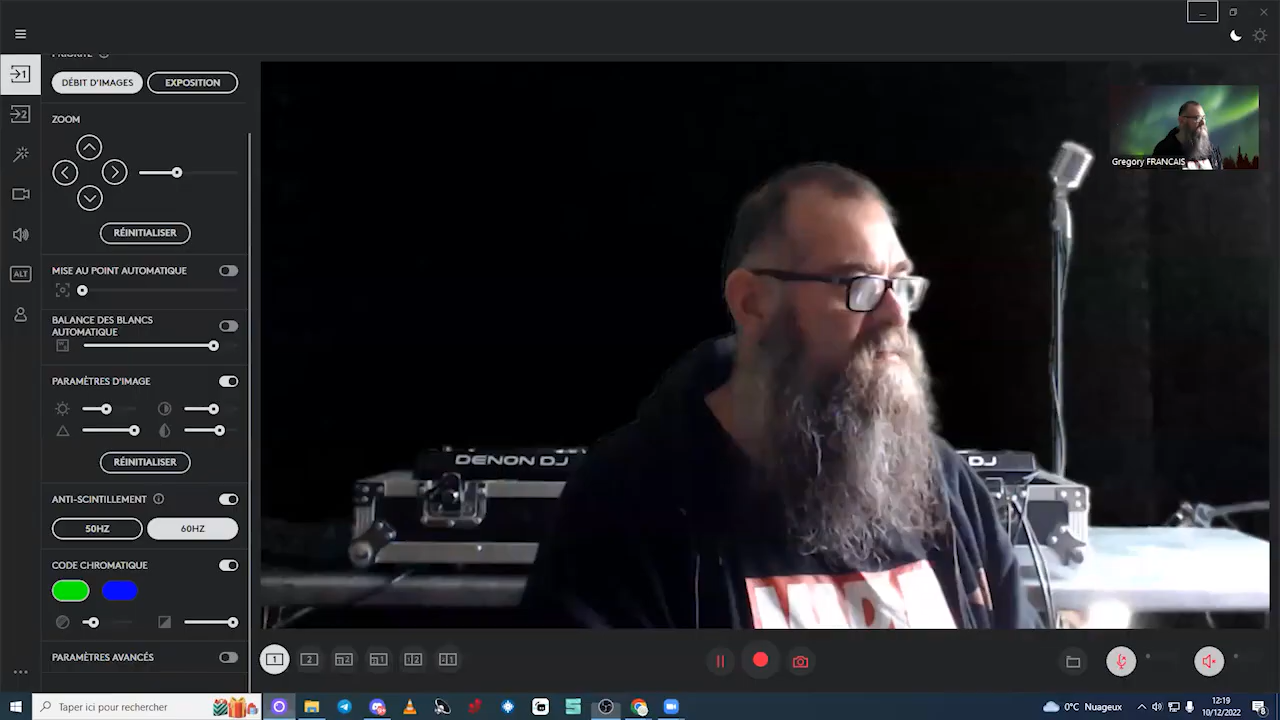 DÉBIT D'IMAGES
EXPOSITION
ZOOM
RÉINITIALISER
MISE AU POINT AUTOMATIQUE
BALANCE DES BLANCS
AUTOMATIQUE
PARAMÈTRES D'IMAGE
RÉINITIALISER
ANTI-SCINTILLEMENT
50HZ
60HZ
CODE CHROMATIQUE
PARAMÈTRES AVANCÉS
ALT
Gregory FRANCAIS
DENON DJ
DJ
Taper ici pour rechercher
0°C Nuageux
12:19
10/12/2022